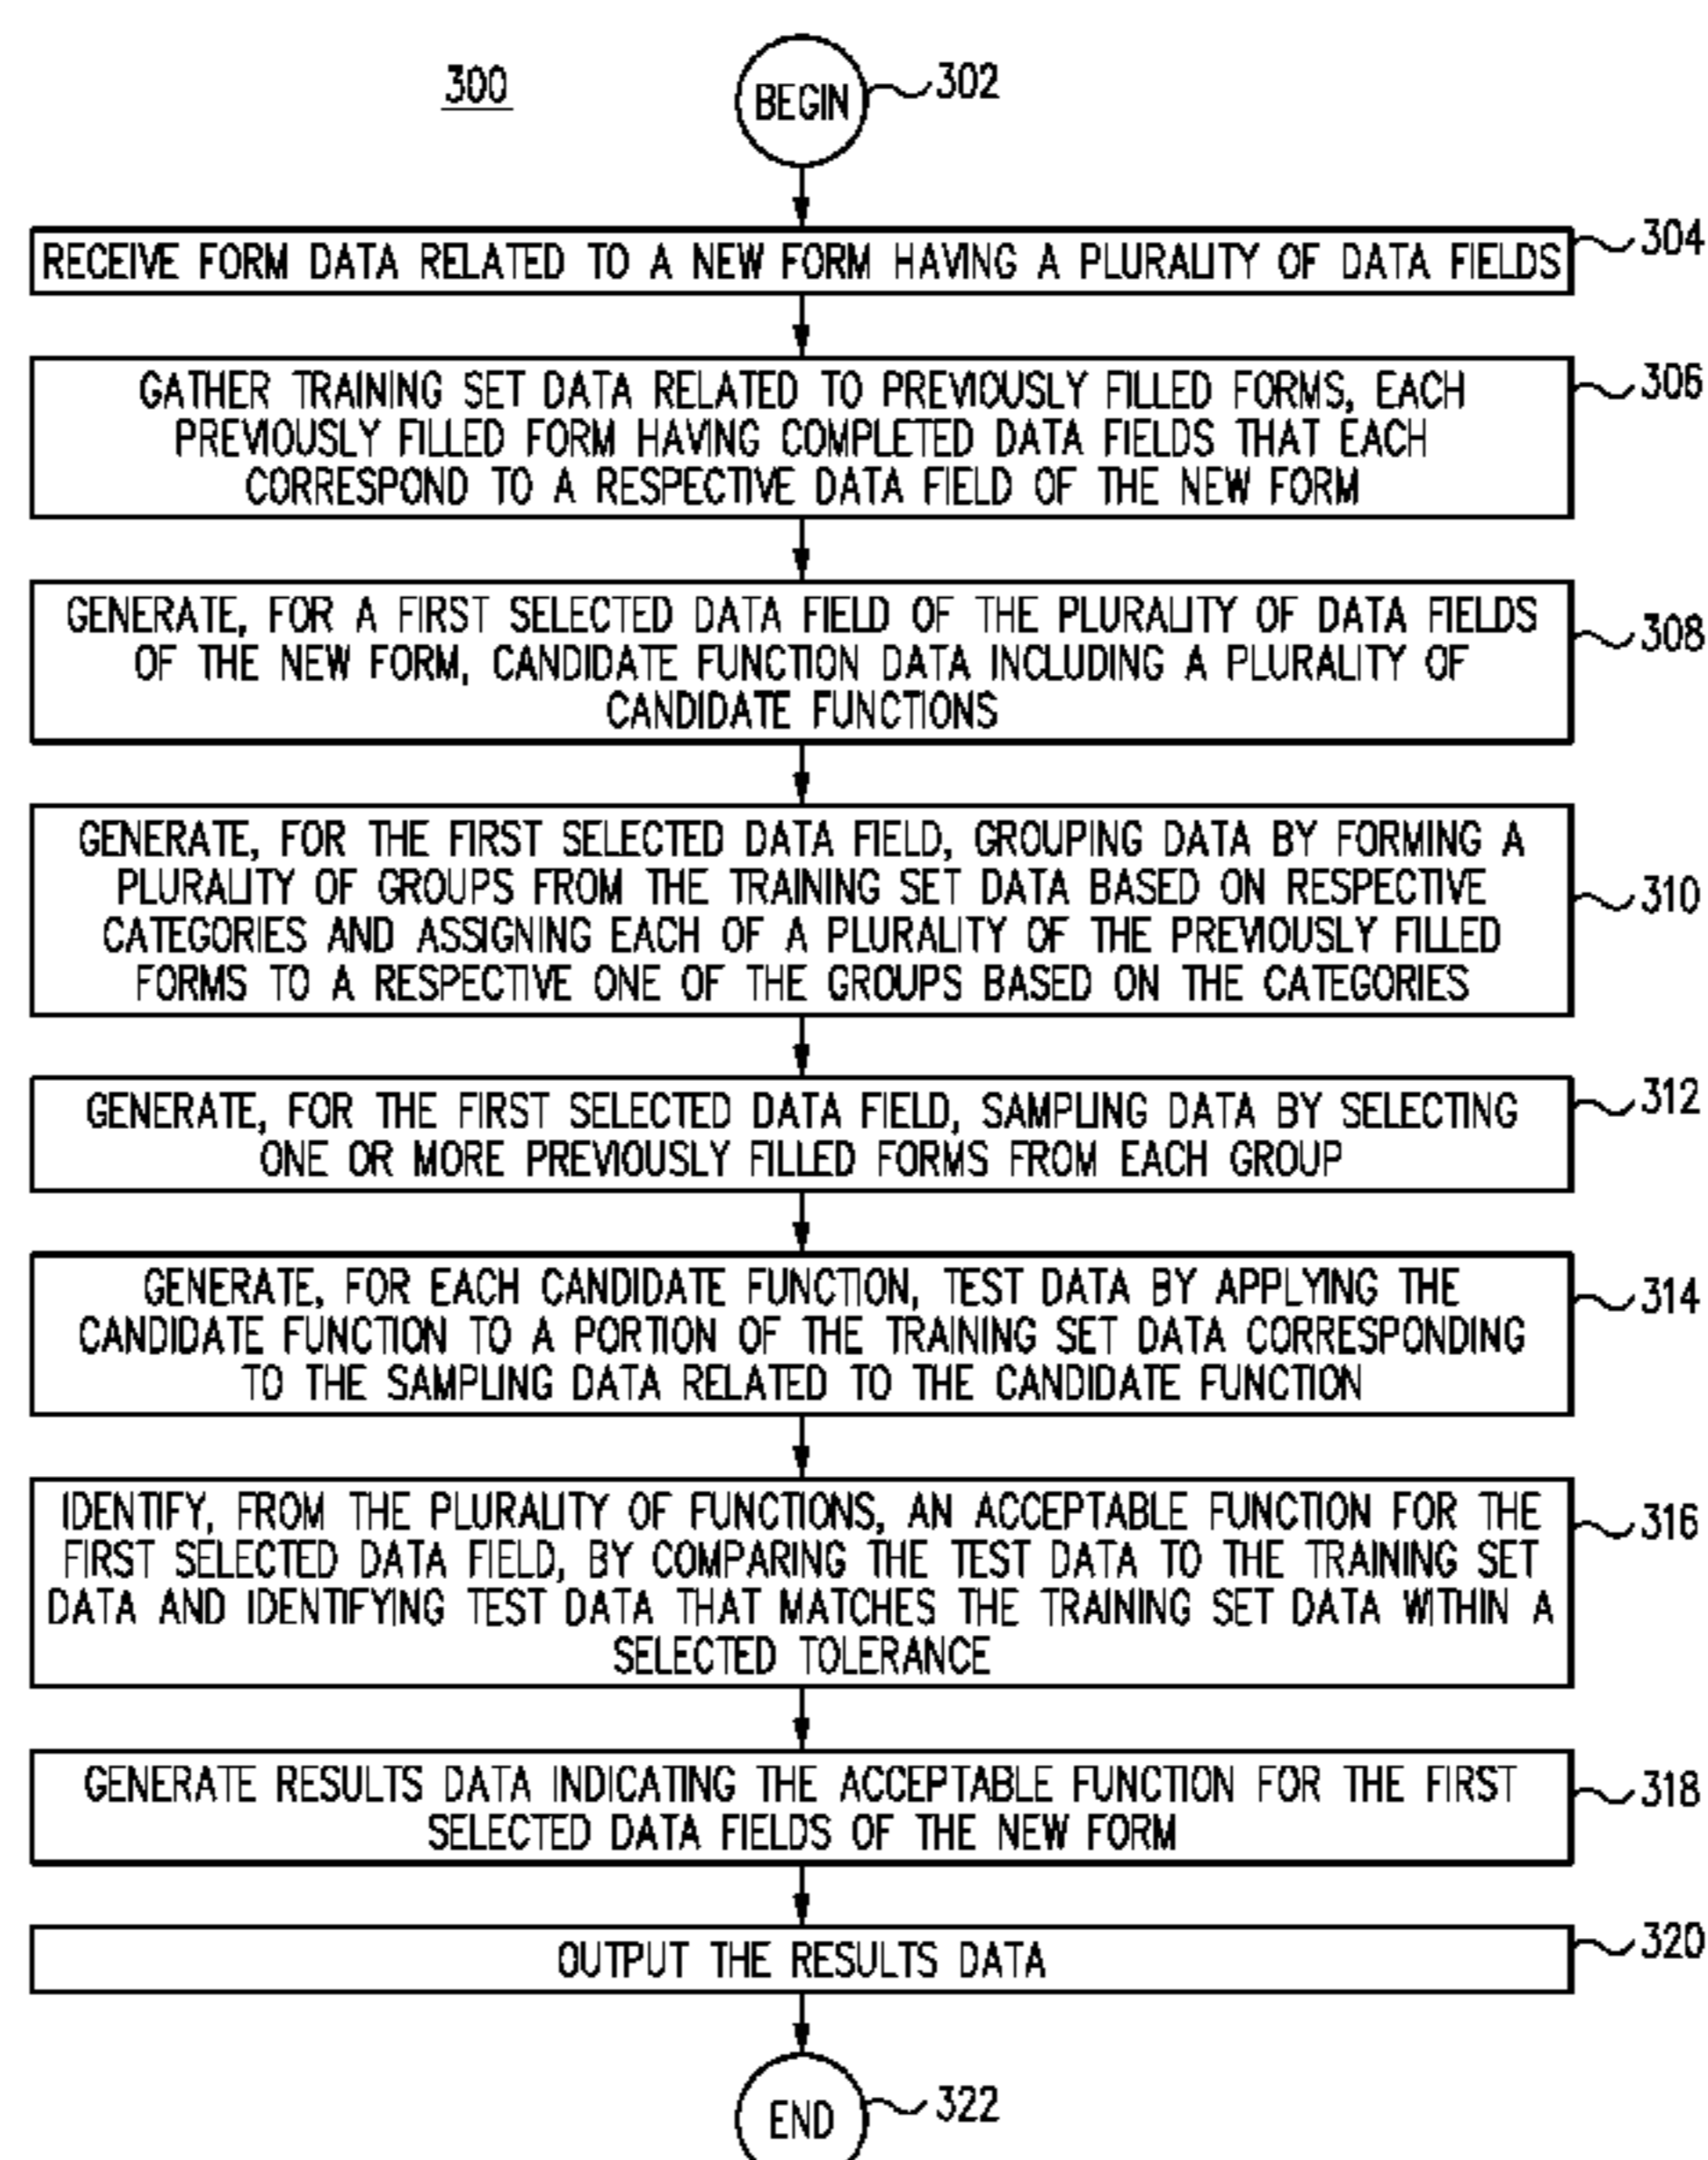 300
BEGIN
302
RECEIVE FORM DATA RELATED TO A NEW FORM HAVING A PLURALITY OF DATA FIELDS
304
GATHER TRAINING SET DATA RELATED TO PREVIOUSLY FILLED FORMS, EACH
PREVIOUSLY FILLED FORM HAVING COMPLETED DATA FIELDS THAT EACH
CORRESPOND TO A RESPECTIVE DATA FIELD OF THE NEW FORM
306
GENERATE, FOR A FIRST SELECTED DATA FIELD OF THE PLURALITY OF DATA FIELDS
OF THE NEW FORM, CANDIDATE FUNCTION DATA INCLUDING A PLURALITY OF
CANDIDATE FUNCTIONS
308
GENERATE, FOR THE FIRST SELECTED DATA FIELD, GROUPING DATA BY FORMING A
PLURALITY OF GROUPS FROM THE TRAINING SET DATA BASED ON RESPECTIVE
CATEGORIES AND ASSIGNING EACH OF A PLURALITY OF THE PREVIOUSLY FILLED
FORMS TO A RESPECTIVE ONE OF THE GROUPS BASED ON THE CATEGORIES
310
GENERATE, FOR THE FIRST SELECTED DATA FIELD, SAMPLING DATA BY SELECTING
ONE OR MORE PREVIOUSLY FILLED FORMS FROM EACH GROUP
312
GENERATE, FOR EACH CANDIDATE FUNCTION, TEST DATA BY APPLYING THE
CANDIDATE FUNCTION TO A PORTION OF THE TRAINING SET DATA CORRESPONDING
TO THE SAMPLING DATA RELATED TO THE CANDIDATE FUNCTION
314
IDENTIFY, FROM THE PLURALITY OF FUNCTIONS, AN ACCEPTABLE FUNCTION FOR THE
FIRST SELECTED DATA FIELD, BY COMPARING THE TEST DATA TO THE TRAINING SET
DATA AND IDENTIFYING TEST DATA THAT MATCHES THE TRAINING SET DATA WITHIN A
SELECTED TOLERANCE
316
GENERATE RESULTS DATA INDICATING THE ACCEPTABLE FUNCTION FOR THE FIRST
SELECTED DATA FIELDS OF THE NEW FORM
318
OUTPUT THE RESULTS DATA
320
END
322